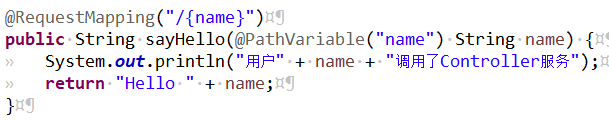 @RequestMapping("/{name}")
public String sayHello(@PathVariable("name") String name) {
    System.out.println("用户" + name + "调用了Controller服务");
    return "Hello " + name;
}